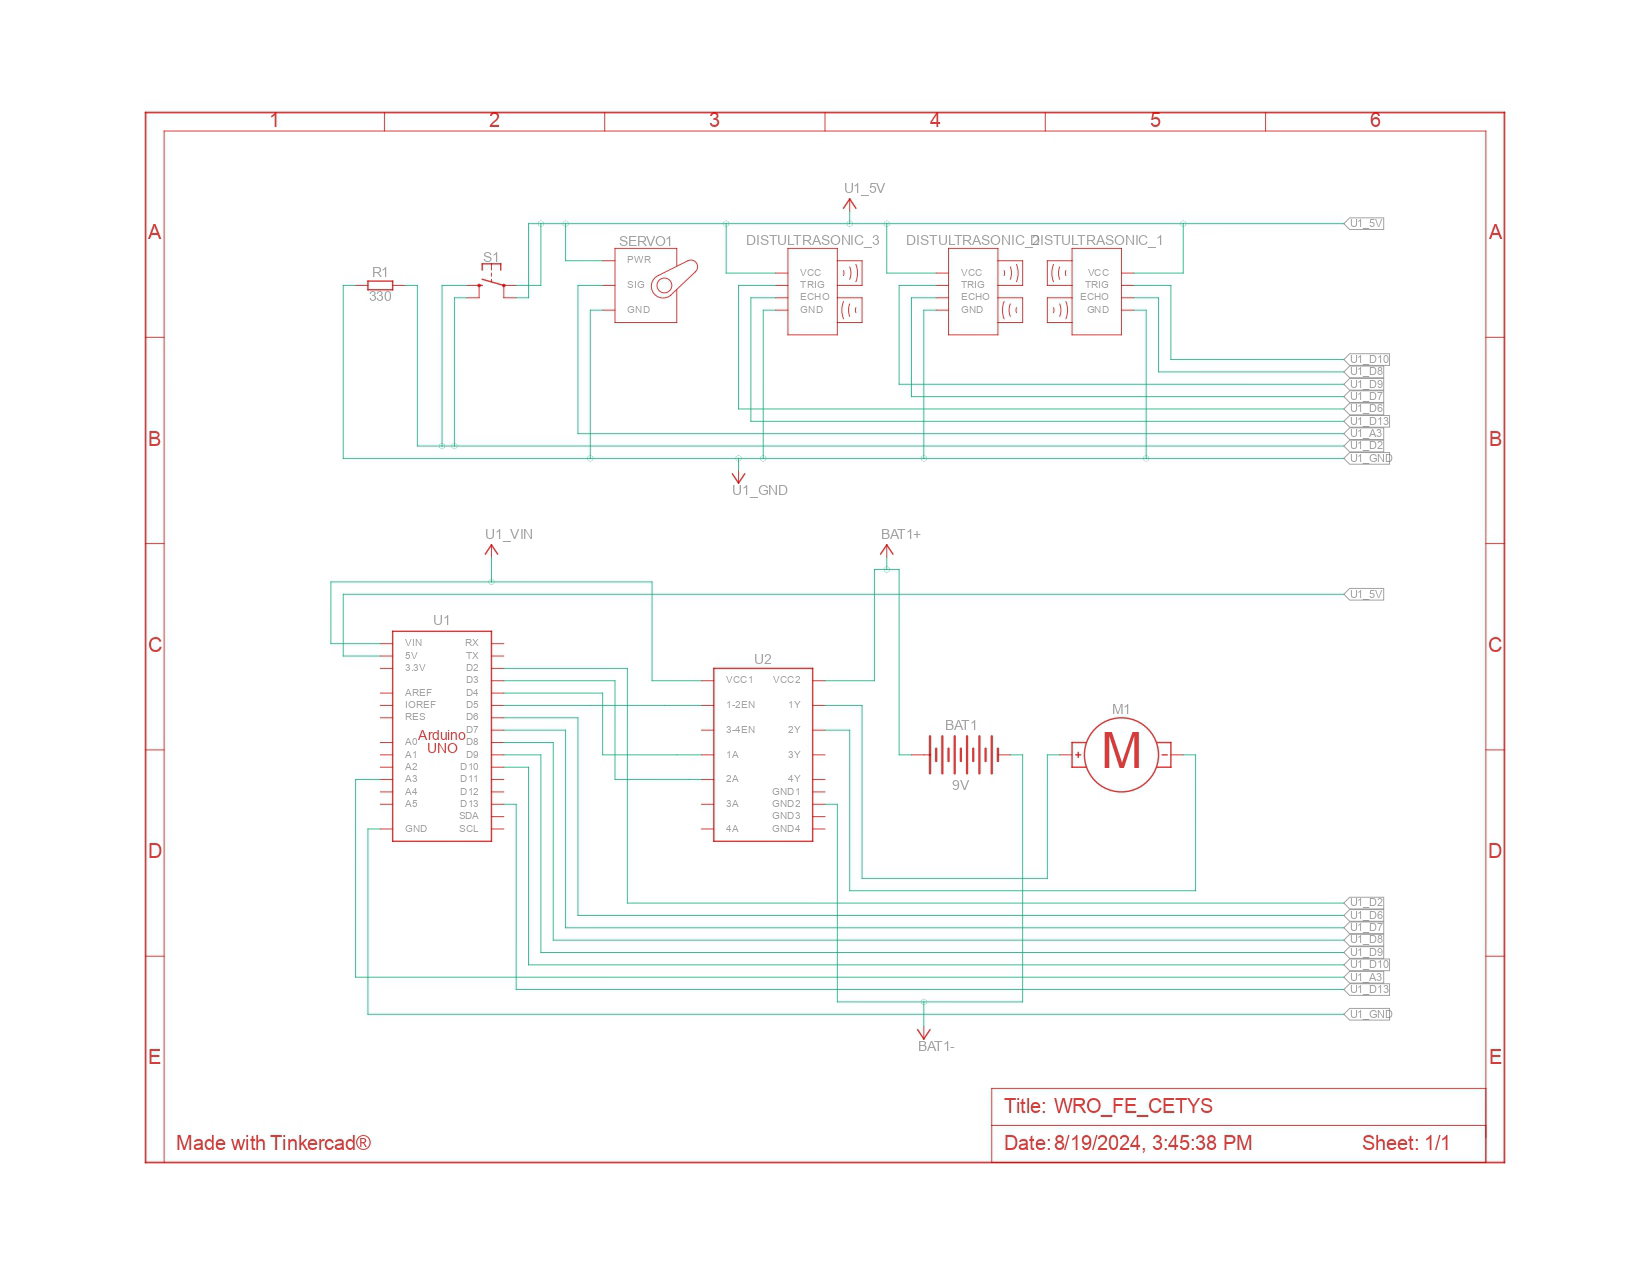 1 2 3 4 5 6
A A
U1_5V
U1_5V
SERVO1 DISTULTRASONIC_3 DISTULTRASONIC_2 DISTULTRASONIC_1
S1
R1
330
PWR
SIG
GND
VCC
TRIG
ECHO
GND
VCC
TRIG
ECHO
GND
VCC
TRIG
ECHO
GND
U1_D10
U1_D8
U1_D9
U1_D7
U1_D6
U1_D13
U1_A3
U1_D2
U1_GND
B B
U1_GND
U1_VIN BAT1+
U1_5V
C C
U1
VIN RX
5V TX
3.3V D2
D3
AREF D4
IOREF D5
RES D6
D7
Arduino
UNO
A0 D8
A1 D9
A2 D10
A3 D11
A4 D12
A5 D13
SDA
GND SCL
U2
VCC1 VCC2
1-2EN 1Y
3-4EN 2Y
1A 3Y
2A 4Y
GND1
3A GND2
GND3
4A GND4
BAT1
9V
M1
+ M -
D D
U1_D2
U1_D6
U1_D7
U1_D8
U1_D9
U1_D10
U1_A3
U1_D13
U1_GND
BAT1-
E E
Title: WRO_FE_CETYS
Made with Tinkercad®
Date: 8/19/2024, 3:45:38 PM Sheet: 1/1